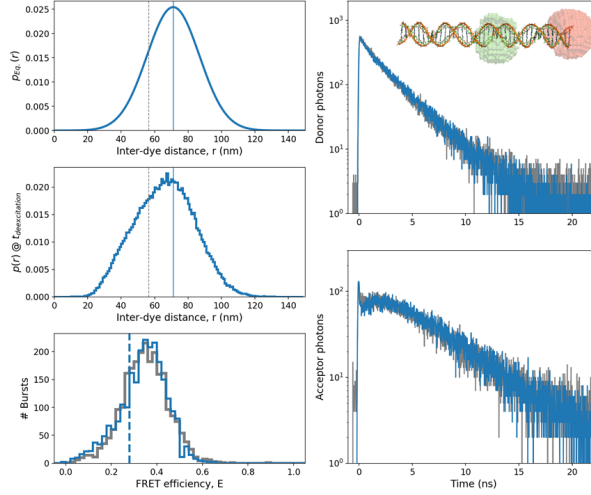 0.025
0.020
0.015
0.010
0.005
0.000
p_Eq.(r)
0 20 40 60 80 100 120 140
Inter-dye distance, r (nm)
0.020
0.015
0.010
0.005
0.000
p(r) @ t_deexcitation
0 20 40 60 80 100 120 140
Inter-dye distance, r (nm)
200
150
100
50
0
# Bursts
0.0 0.2 0.4 0.6 0.8 1.0
FRET efficiency, E
10³
10²
10¹
10⁰
Donor photons
0 5 10 15 20
10³
10²
10¹
10⁰
Acceptor photons
0 5 10 15 20
Time (ns)